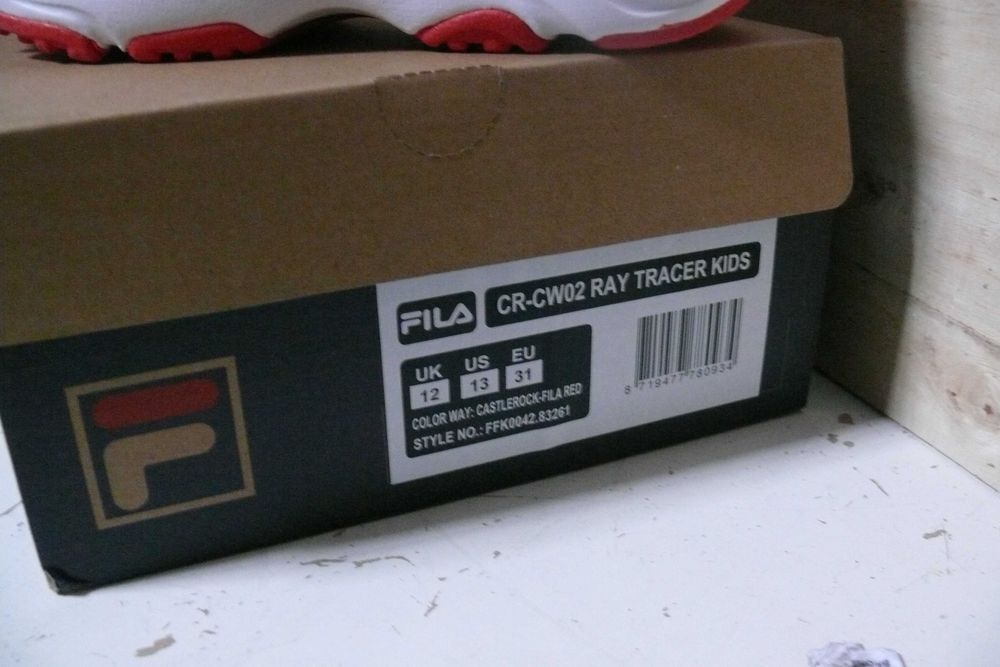 FILA
CR-CW02 RAY TRACER KIDS
UK US EU
12 13 31
COLOR WAY: CASTLEROCK-FILA RED
STYLE NO.: FFK0042.83261
8 719477 780934
F